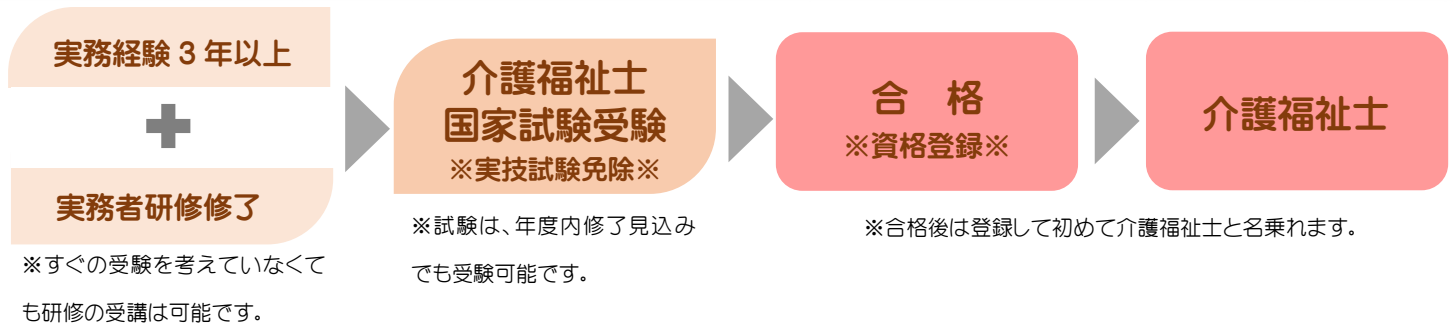 実務経験3年以上
実務者研修修了
※すぐの受験を考えていなくて
も研修の受講は可能です。
介護福祉士
国家試験受験
※実技試験免除※
※試験は、年度内修了見込み
でも受験可能です。
合　格
※資格登録※
介護福祉士
※合格後は登録して初めて介護福祉士と名乗れます。